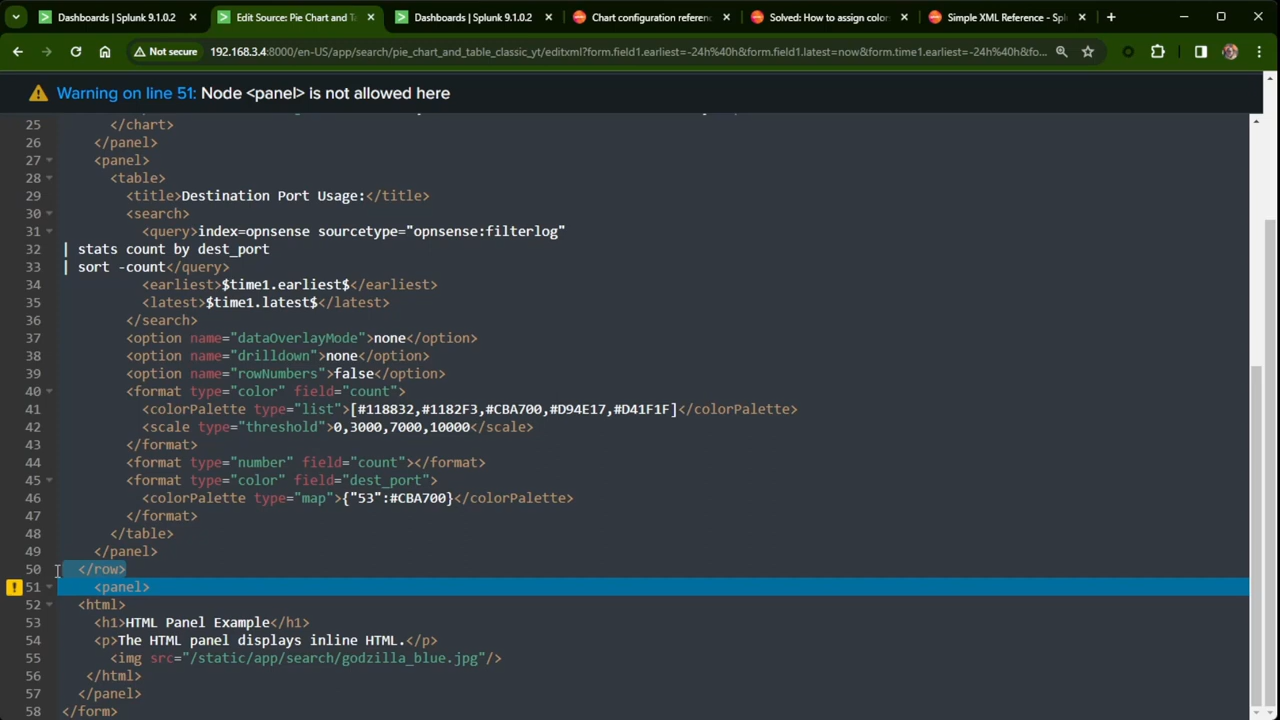 Dashboards | Splunk 9.1.0.2
Edit Source: Pie Chart and Ta
Dashboards | Splunk 9.1.0.2
Chart configuration referenc
Solved: How to assign color
Simple XML Reference - Spl
Not secure
192.168.3.4:8000/en-US/app/search/pie_chart_and_table_classic_yt/editxml?form.field1.earliest=-24h%40h&form.field1.latest=now&form.time1.earliest=-24h%40h&fo...
Warning on line 51: Node <panel> is not allowed here
25 </chart>
26 </panel>
27 <panel>
28 <table>
29 <title>Destination Port Usage:</title>
30 <search>
31 <query>index=opnsense sourcetype="opnsense:filterlog"
32 | stats count by dest_port
33 | sort -count</query>
34 <earliest>$time1.earliest$</earliest>
35 <latest>$time1.latest$</latest>
36 </search>
37 <option name="dataOverlayMode">none</option>
38 <option name="drilldown">none</option>
39 <option name="rowNumbers">false</option>
40 <format type="color" field="count">
41 <colorPalette type="list">[#118832,#1182F3,#CBA700,#D94E17,#D41F1F]</colorPalette>
42 <scale type="threshold">0,3000,7000,10000</scale>
43 </format>
44 <format type="number" field="count"></format>
45 <format type="color" field="dest_port">
46 <colorPalette type="map">{"53":#CBA700}</colorPalette>
47 </format>
48 </table>
49 </panel>
50 </row>
51 <panel>
52 <html>
53 <h1>HTML Panel Example</h1>
54 <p>The HTML panel displays inline HTML.</p>
55 <img src="/static/app/search/godzilla_blue.jpg"/>
56 </html>
57 </panel>
58 </form>